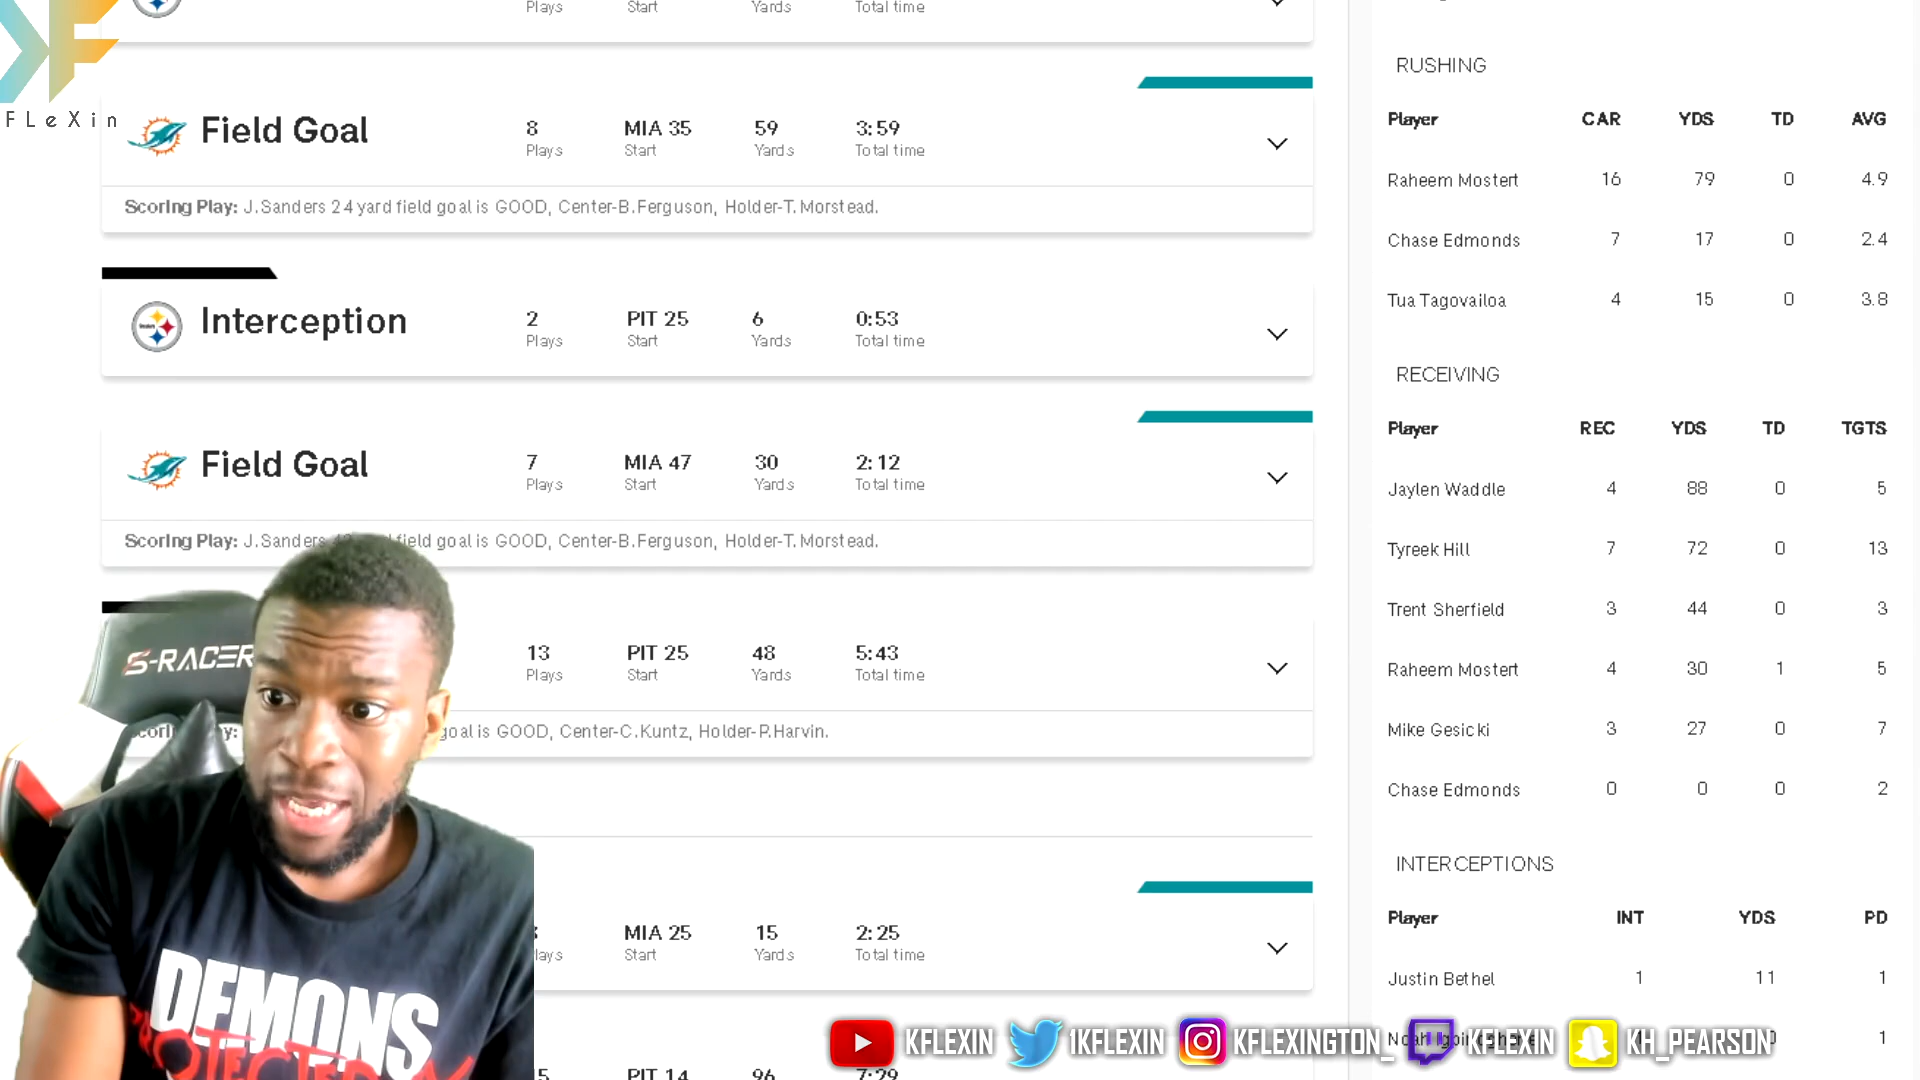 Plays Start Yards Total time
FLeXin
Field Goal 8 MIA 35 59 3:59
Plays Start Yards Total time
Scoring Play: J.Sanders 24 yard field goal is GOOD, Center-B.Ferguson, Holder-T.Morstead.
Interception 2 PIT 25 6 0:53
Plays Start Yards Total time
Field Goal 7 MIA 47 30 2:12
Plays Start Yards Total time
Scoring Play: J.Sanders field goal is GOOD, Center-B.Ferguson, Holder-T.Morstead.
S-RACER
13 PIT 25 48 5:43
Plays Start Yards Total time
goal is GOOD, Center-C.Kuntz, Holder-P.Harvin.
MIA 25 15 2:25
Start Yards Total time
DEMONS
PIT 14 96 7:29
RUSHING
Player CAR YDS TD AVG
Raheem Mostert 16 79 0 4.9
Chase Edmonds 7 17 0 2.4
Tua Tagovailoa 4 15 0 3.8
RECEIVING
Player REC YDS TD TGTS
Jaylen Waddle 4 88 0 5
Tyreek Hill 7 72 0 13
Trent Sherfield 3 44 0 3
Raheem Mostert 4 30 1 5
Mike Gesicki 3 27 0 7
Chase Edmonds 0 0 0 2
INTERCEPTIONS
Player INT YDS PD
Justin Bethel 1 11 1
1
KFLEXIN 1KFLEXIN KFLEXINGTON_ KFLEXIN KH_PEARSON